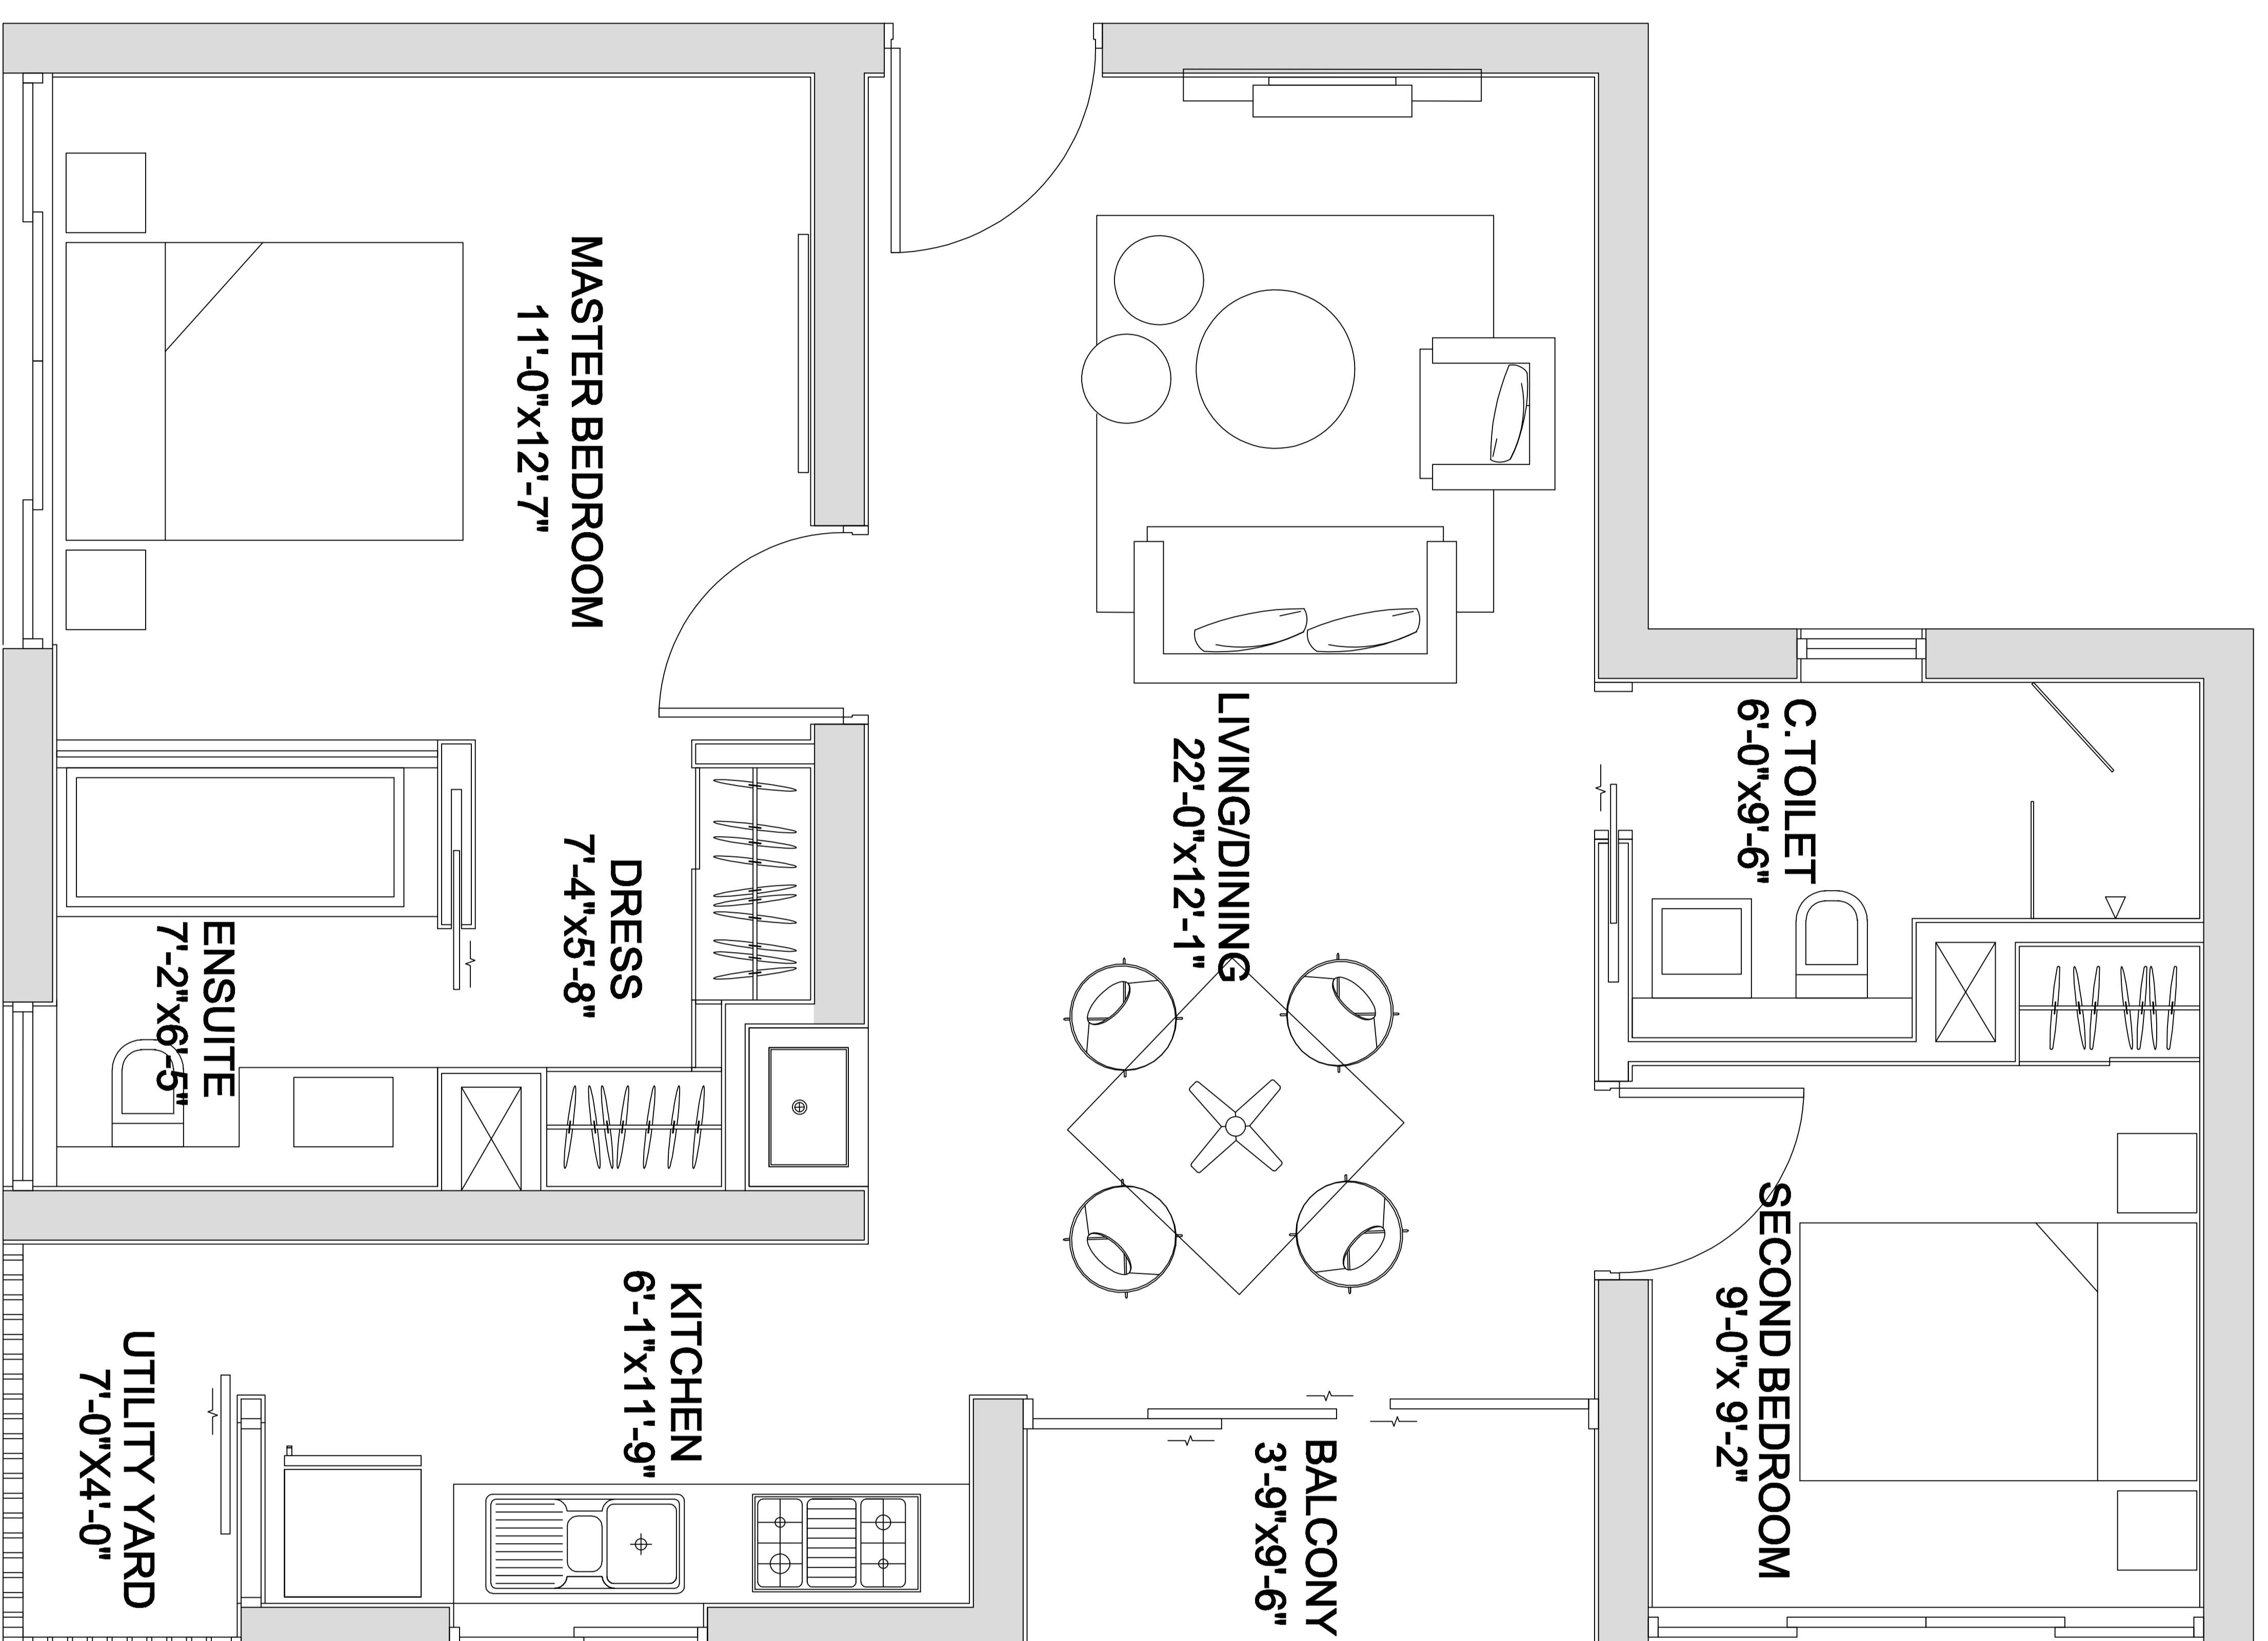 MASTER BEDROOM
11'-0"x12'-7"
LIVING/DINING
22'-0"x12'-1"
C.TOILET
6'-0"x9'-6"
DRESS
7'-4"x5'-8"
ENSUITE
7'-2"x6'-5"
SECOND BEDROOM
9'-0"x 9'-2"
KITCHEN
6'-1"x11'-9"
UTILITY YARD
7'-0"X4'-0"
BALCONY
3'-9"x9'-6"